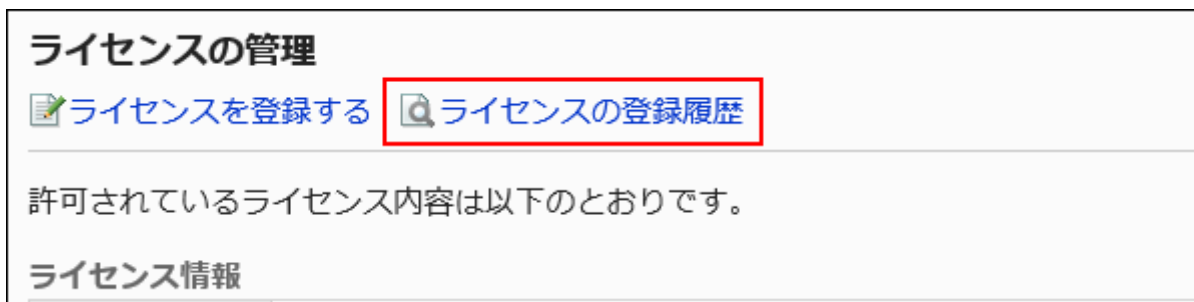 ライセンスの管理
ライセンスを登録する ライセンスの登録履歴
許可されているライセンス内容は以下のとおりです。
ライセンス情報